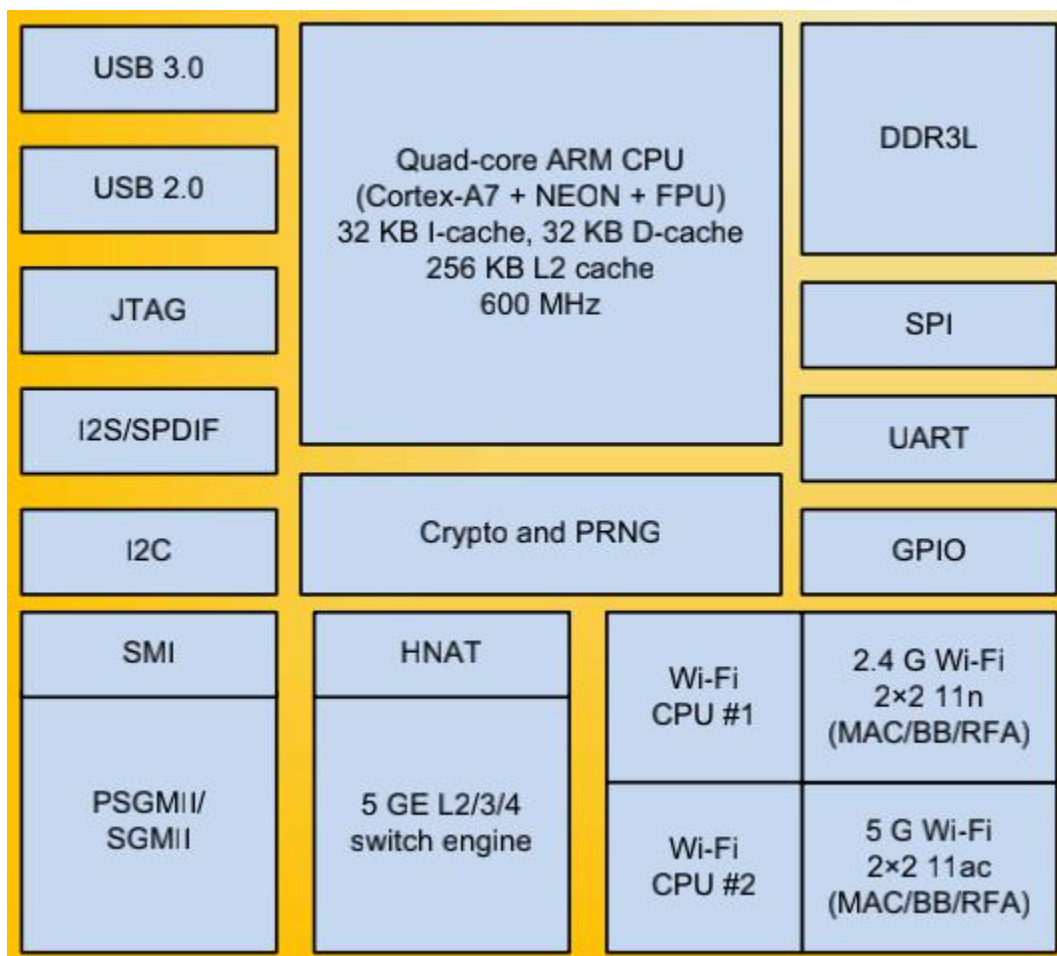 USB 3.0
USB 2.0
JTAG
I2S/SPDIF
I2C
Quad-core ARM CPU
(Cortex-A7 + NEON + FPU)
32 KB I-cache, 32 KB D-cache
256 KB L2 cache
600 MHz
Crypto and PRNG
DDR3L
SPI
UART
GPIO
SMI
PSGMII/
SGMII
HNAT
5 GE L2/3/4
switch engine
Wi-Fi
CPU #1
2.4 G Wi-Fi
2×2 11n
(MAC/BB/RFA)
Wi-Fi
CPU #2
5 G Wi-Fi
2×2 11ac
(MAC/BB/RFA)